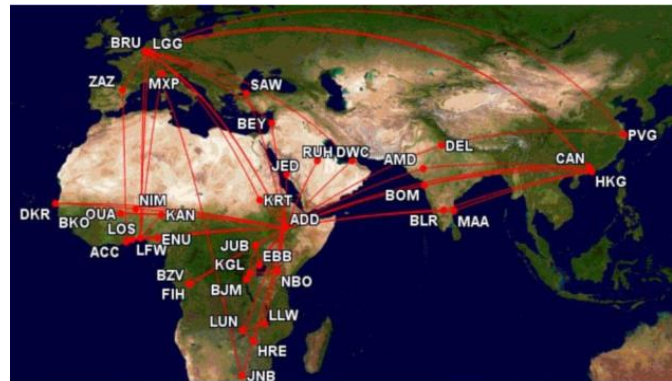 BRU LGG
ZAZ
MXP
SAW
BEY
PVG
DEL
RUH DWC
AMD
CAN
JED
HKG
BOM
DKR
BKO
OUA
NIM
KAN
KRT
ADD
BLR
MAA
LOS
ACC
LFW
ENU
JUB
EBB
KGL
BZV
NBO
FIH
BJM
LUN
LLW
HRE
JNB